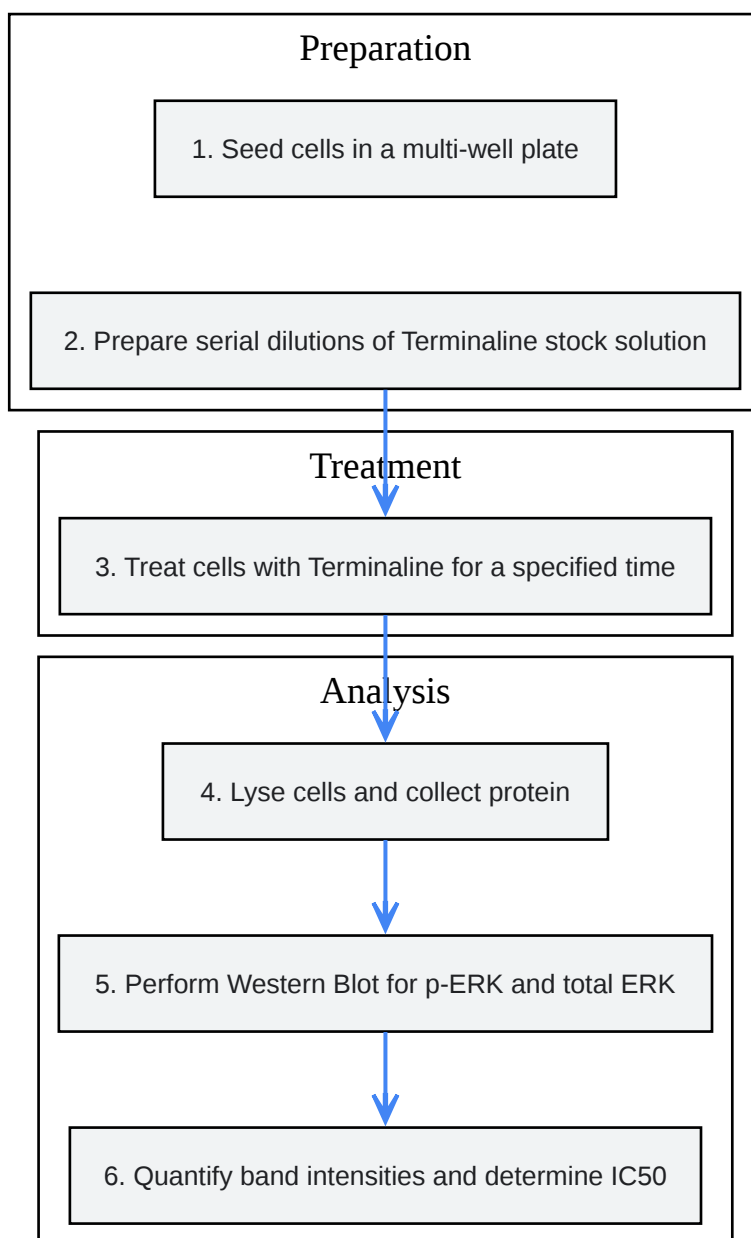 Preparation
1. Seed cells in a multi-well plate
2. Prepare serial dilutions of Terminaline stock solution
Treatment
3. Treat cells with Terminaline for a specified time
Analysis
4. Lyse cells and collect protein
5. Perform Western Blot for p-ERK and total ERK
6. Quantify band intensities and determine IC50